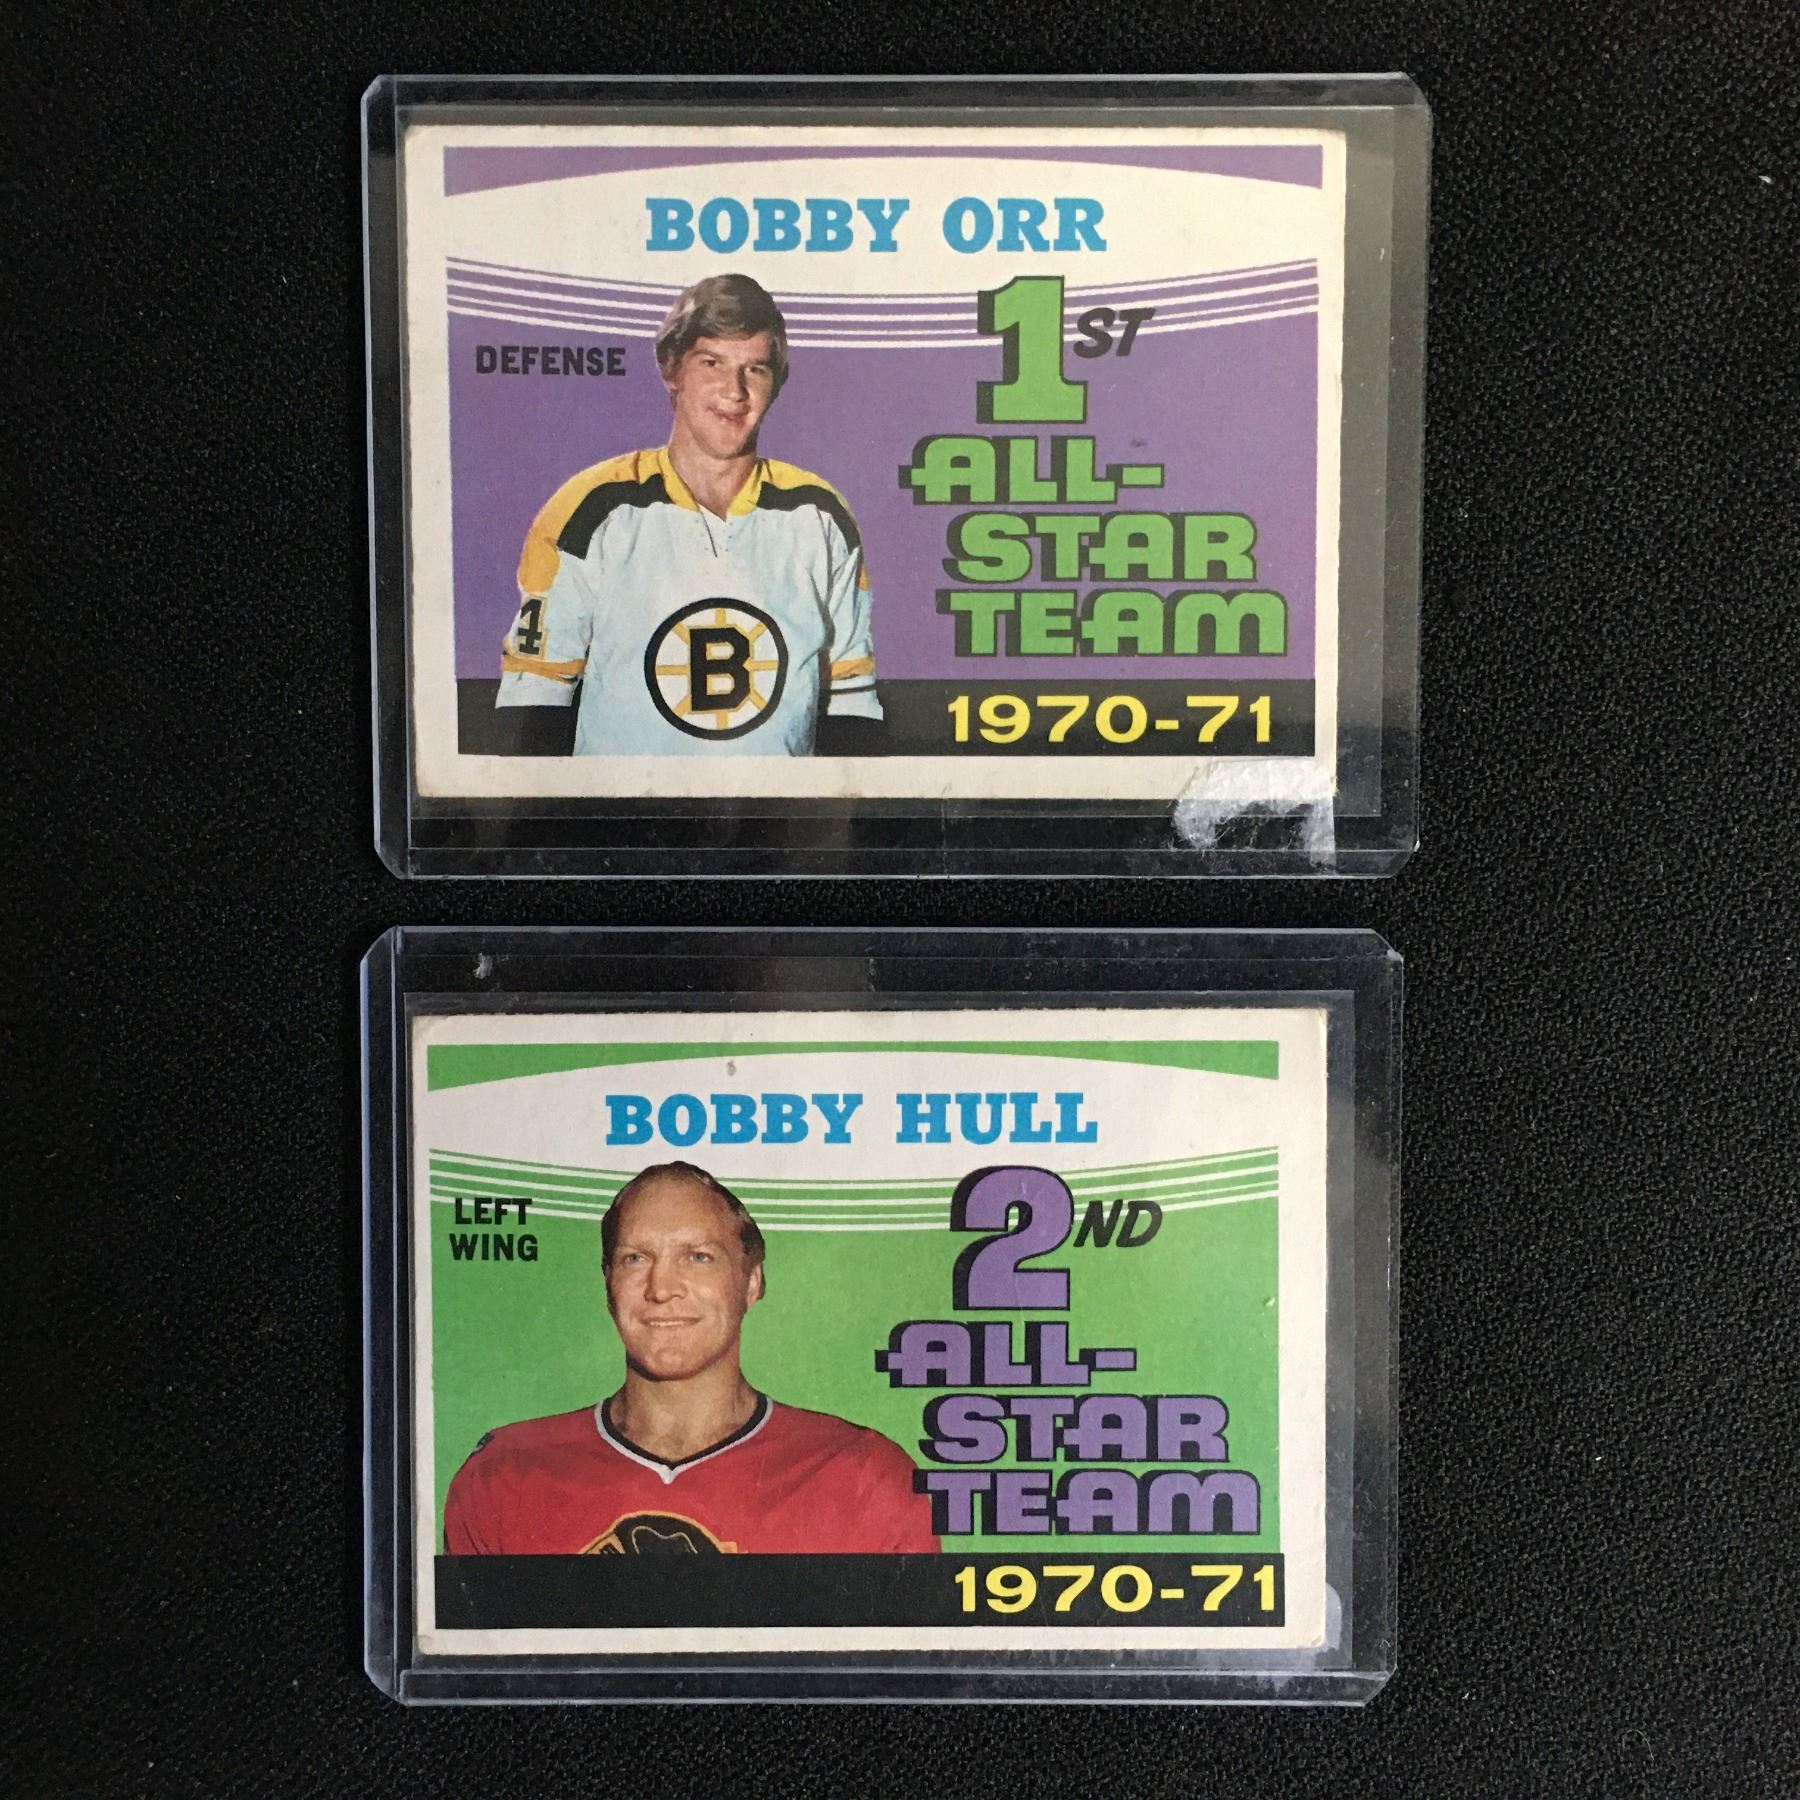 BOBBY ORR
DEFENSE
1ST
ALL-
STAR
TEAM
4
B
1970-71
BOBBY HULL
LEFT
WING
2ND
ALL-
STAR
TEAM
1970-71